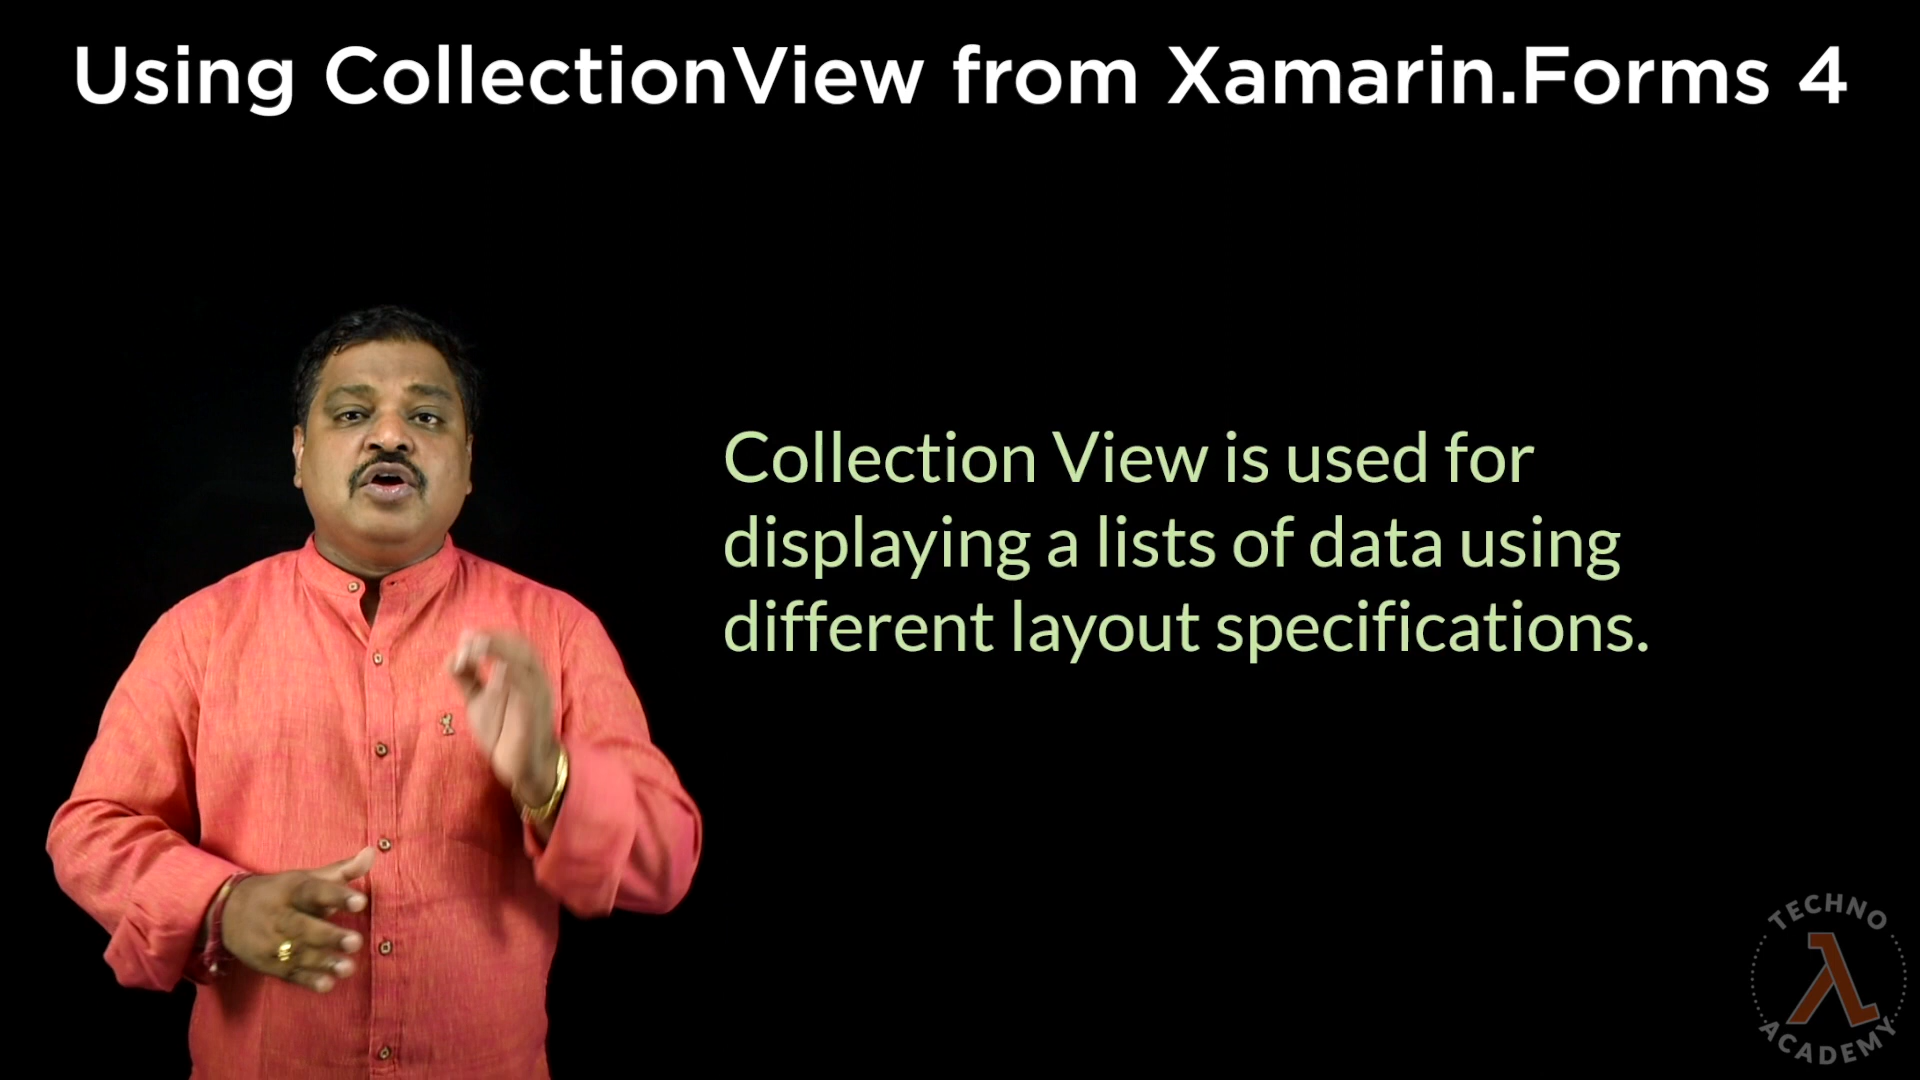 Using CollectionView from Xamarin.Forms 4
Collection View is used for
displaying a lists of data using
different layout specifications.
TECHNO
ACADEMY